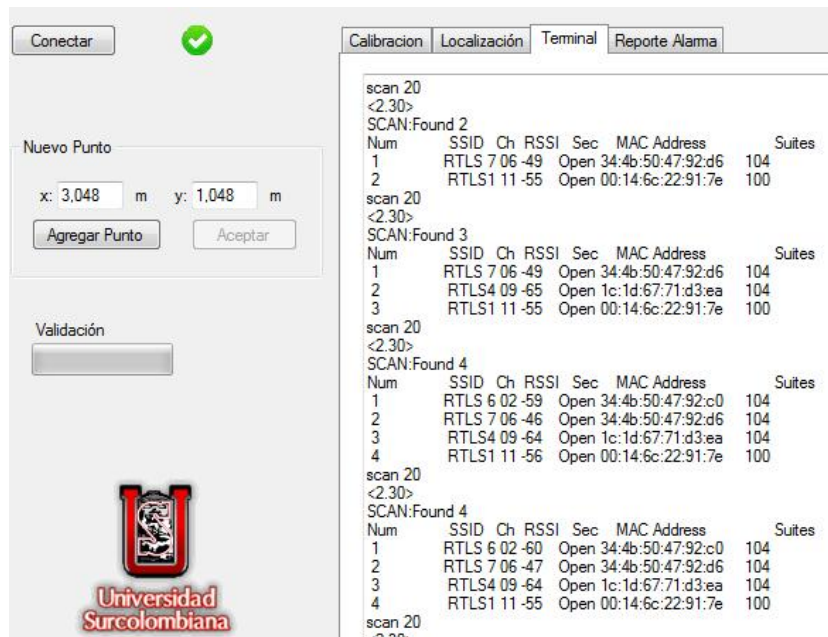 Conectar
Calibracion Localización Terminal Reporte Alarma
Nuevo Punto
x: 3,048 m y: 1,048 m
Agregar Punto Aceptar
Validación
Universidad
Surcolombiana
scan 20
<2.30>
SCAN:Found 2
Num SSID Ch RSSI Sec MAC Address Suites
1 RTLS 7 06 -49 Open 34:4b:50:47:92:d6 104
2 RTLS1 11 -55 Open 00:14:6c:22:91:7e 100
scan 20
<2.30>
SCAN:Found 3
Num SSID Ch RSSI Sec MAC Address Suites
1 RTLS 7 06 -49 Open 34:4b:50:47:92:d6 104
2 RTLS4 09 -65 Open 1c:1d:67:71:d3:ea 104
3 RTLS1 11 -55 Open 00:14:6c:22:91:7e 100
scan 20
<2.30>
SCAN:Found 4
Num SSID Ch RSSI Sec MAC Address Suites
1 RTLS 6 02 -59 Open 34:4b:50:47:92:c0 104
2 RTLS 7 06 -46 Open 34:4b:50:47:92:d6 104
3 RTLS4 09 -64 Open 1c:1d:67:71:d3:ea 104
4 RTLS1 11 -56 Open 00:14:6c:22:91:7e 100
scan 20
<2.30>
SCAN:Found 4
Num SSID Ch RSSI Sec MAC Address Suites
1 RTLS 6 02 -60 Open 34:4b:50:47:92:c0 104
2 RTLS 7 06 -47 Open 34:4b:50:47:92:d6 104
3 RTLS4 09 -64 Open 1c:1d:67:71:d3:ea 104
4 RTLS1 11 -55 Open 00:14:6c:22:91:7e 100
scan 20